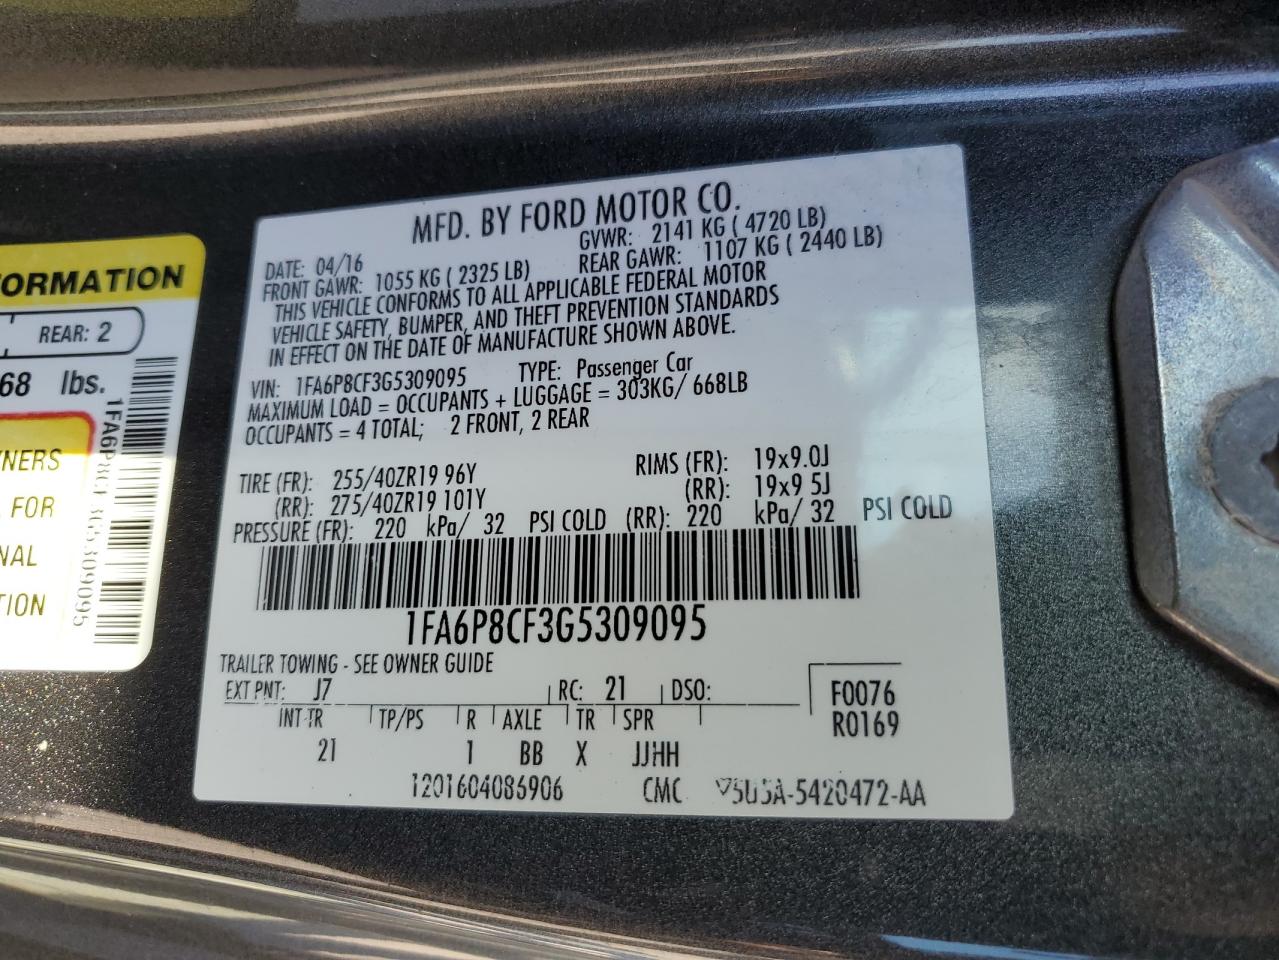 ORMATION
REAR: 2
68 lbs.
1FA6P8CF3G5309095
NERS
FOR
NAL
TION
MFD. BY FORD MOTOR CO.
DATE: 04/16 GVWR: 2141 KG ( 4720 LB)
FRONT GAWR: 1055 KG ( 2325 LB) REAR GAWR: 1107 KG ( 2440 LB)
THIS VEHICLE CONFORMS TO ALL APPLICABLE FEDERAL MOTOR
VEHICLE SAFETY, BUMPER, AND THEFT PREVENTION STANDARDS
IN EFFECT ON THE DATE OF MANUFACTURE SHOWN ABOVE.
VIN: 1FA6P8CF3G5309095 TYPE: Passenger Car
MAXIMUM LOAD = OCCUPANTS + LUGGAGE = 303KG/ 668LB
OCCUPANTS = 4 TOTAL; 2 FRONT, 2 REAR
TIRE (FR): 255/40ZR19 96Y RIMS (FR): 19x9.0J
(RR): 275/40ZR19 101Y (RR): 19x9 5J
PRESSURE (FR): 220 kPa/ 32 PSI COLD (RR): 220 kPa/ 32 PSI COLD
1FA6P8CF3G5309095
TRAILER TOWING - SEE OWNER GUIDE
EXT PNT: J7 RC: 21 DSO: F0076
INT TR TP/PS R AXLE TR SPR R0169
21 1 BB X JJHH
1201604086906 CMC 5U5A-5420472-AA